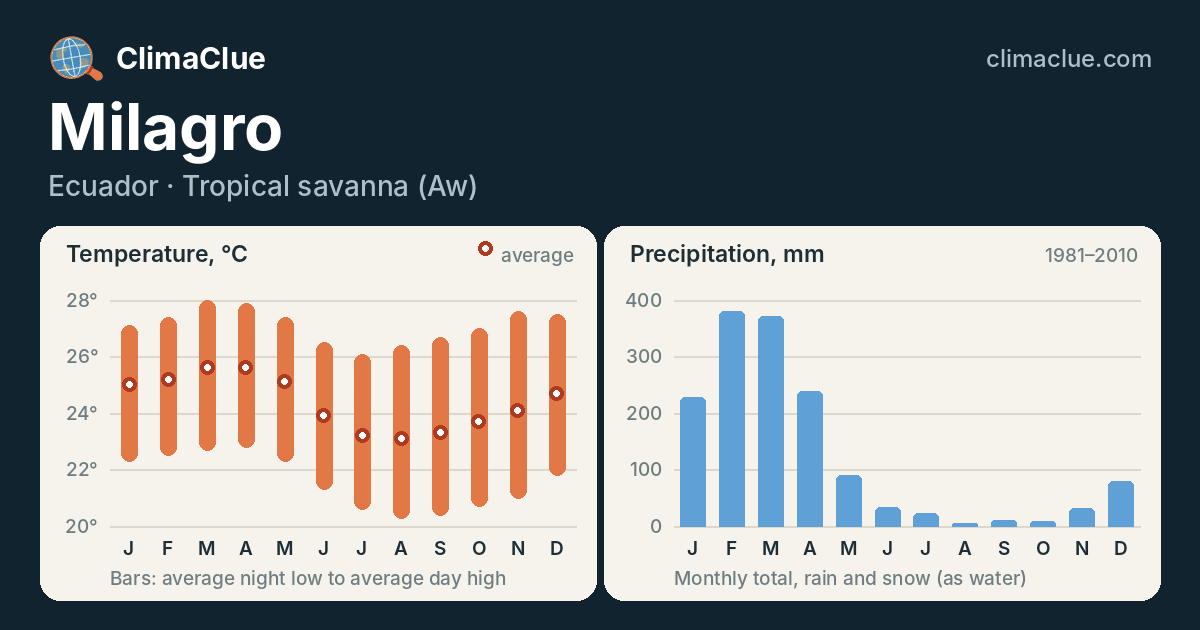 ClimaClue
climaclue.com
Milagro
Ecuador · Tropical savanna (Aw)
Temperature, °C
average
28°
26°
24°
22°
20°
J F M A M J J A S O N D
Bars: average night low to average day high
Precipitation, mm
1981–2010
400
300
200
100
0
J F M A M J J A S O N D
Monthly total, rain and snow (as water)